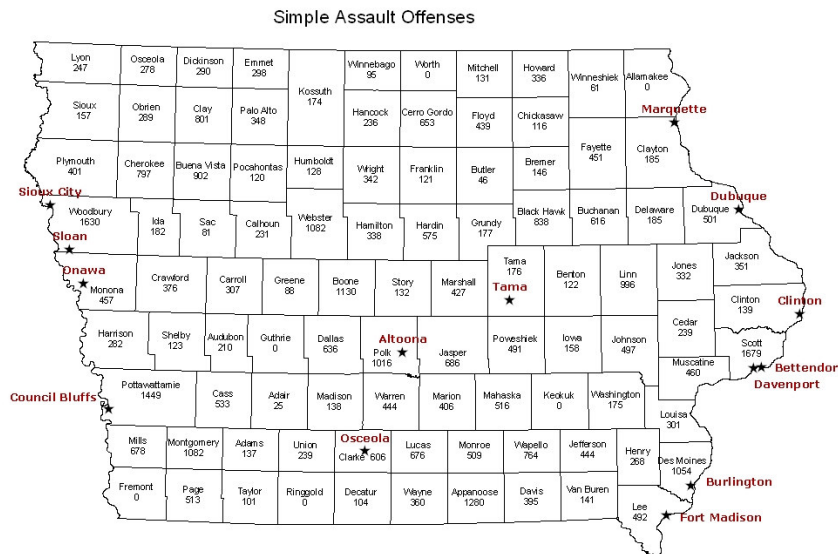 Simple Assault Offenses
Lyon
247
Osceola
278
Dickinson
290
Emmet
298
Kossuth
174
Winnebago
95
Worth
0
Mitchell
131
Howard
336
Winneshiek
61
Allamakee
0
Sioux
157
Obrien
289
Clay
801
Palo Alto
348
Hancock
236
Cerro Gordo
653
Floyd
439
Chickasaw
116
Marquette
Fayette
451
Clayton
185
Plymouth
401
Cherokee
797
Buena Vista
902
Pocahontas
120
Humboldt
128
Wright
342
Franklin
121
Butler
46
Bremer
146
Sioux City
Woodbury
1630
Ida
182
Sac
81
Calhoun
231
Webster
1082
Hamilton
338
Hardin
575
Grundy
177
Black Hawk
838
Buchanan
616
Delaware
185
Dubuque
501
Dubuque
Sloan
Onawa
Monona
457
Crawford
376
Carroll
307
Greene
88
Boone
1130
Story
132
Marshall
427
Tama
176
Tama
Benton
122
Linn
996
Jones
332
Jackson
351
Clinton
139
Clinton
Harrison
282
Shelby
123
Audubon
210
Guthrie
0
Dallas
636
Altoona
Polk
1016
Jasper
686
Poweshiek
491
Iowa
158
Johnson
497
Cedar
239
Scott
1679
Muscatine
460
Bettendor
Davenport
Pottawattamie
1449
Council Bluffs
Cass
533
Adair
25
Madison
138
Warren
444
Marion
406
Mahaska
516
Keokuk
0
Washington
175
Louisa
301
Mills
678
Montgomery
1082
Adams
137
Union
239
Osceola
Clarke 606
Lucas
676
Monroe
509
Wapello
764
Jefferson
444
Henry
268
Des Moines
1054
Burlington
Fremont
0
Page
513
Taylor
101
Ringgold
0
Decatur
104
Wayne
360
Appanoose
1280
Davis
395
Van Buren
141
Lee
492
Fort Madison